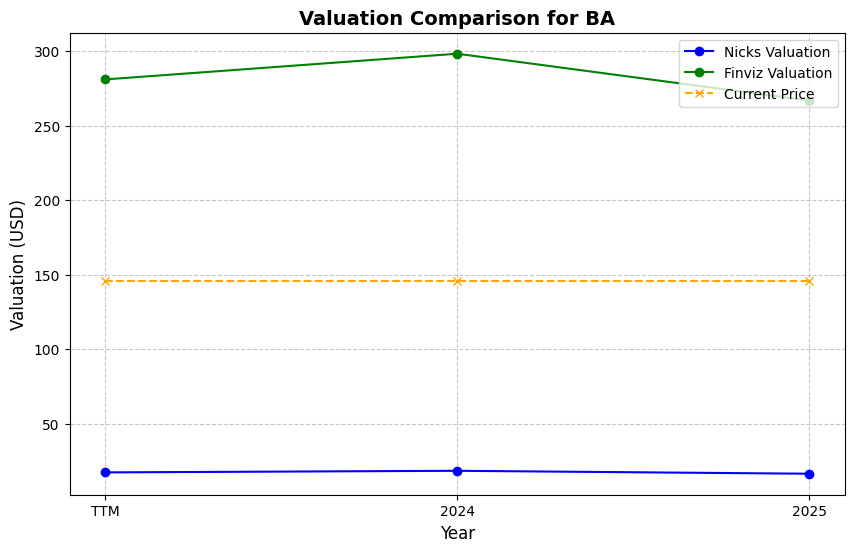 Valuation Comparison for BA
Nicks Valuation
Finviz Valuation
Current Price
Valuation (USD)
300
250
200
150
100
50
TTM
2024
2025
Year